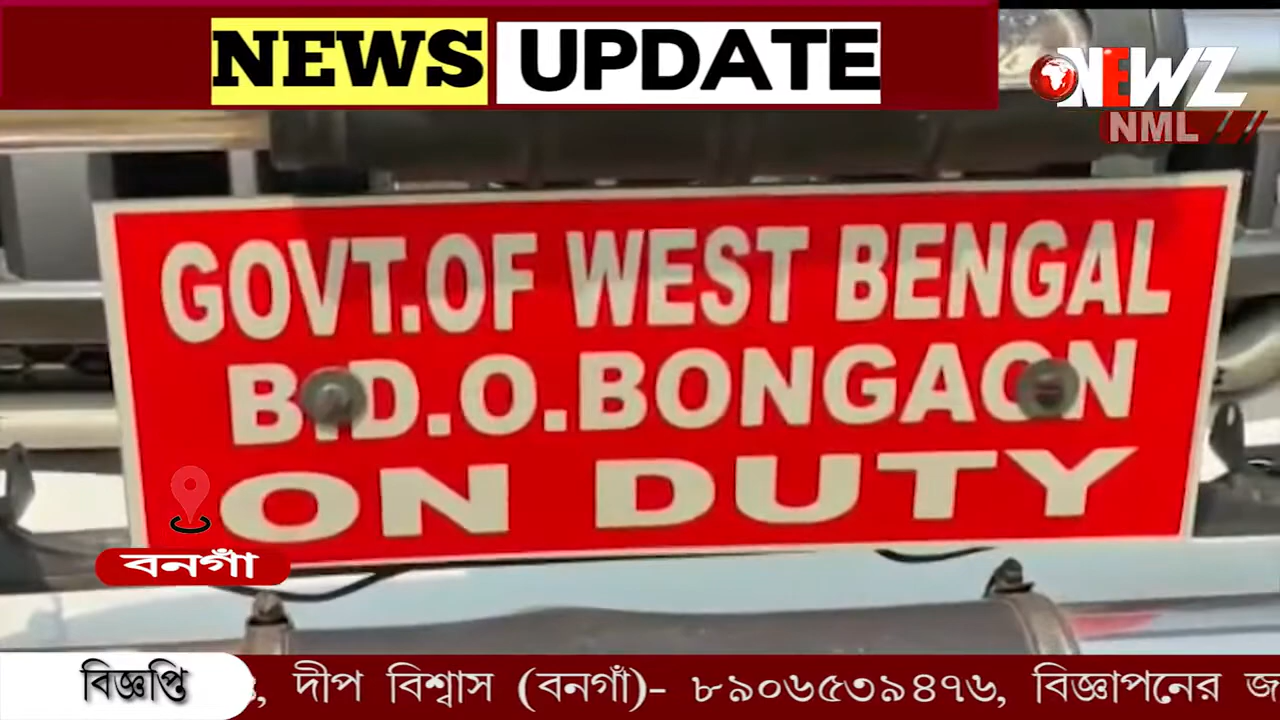 NEWS UPDATE
NEWZ
NML
GOVT.OF WEST BENGAL
B.D.O.BONGAON
ON DUTY
বনগাঁ
বিজ্ঞপ্তি
, দীপ বিশ্বাস (বনগাঁ)- ৮৯০৬৫৩৯৪৭৬, বিজ্ঞাপনের জ